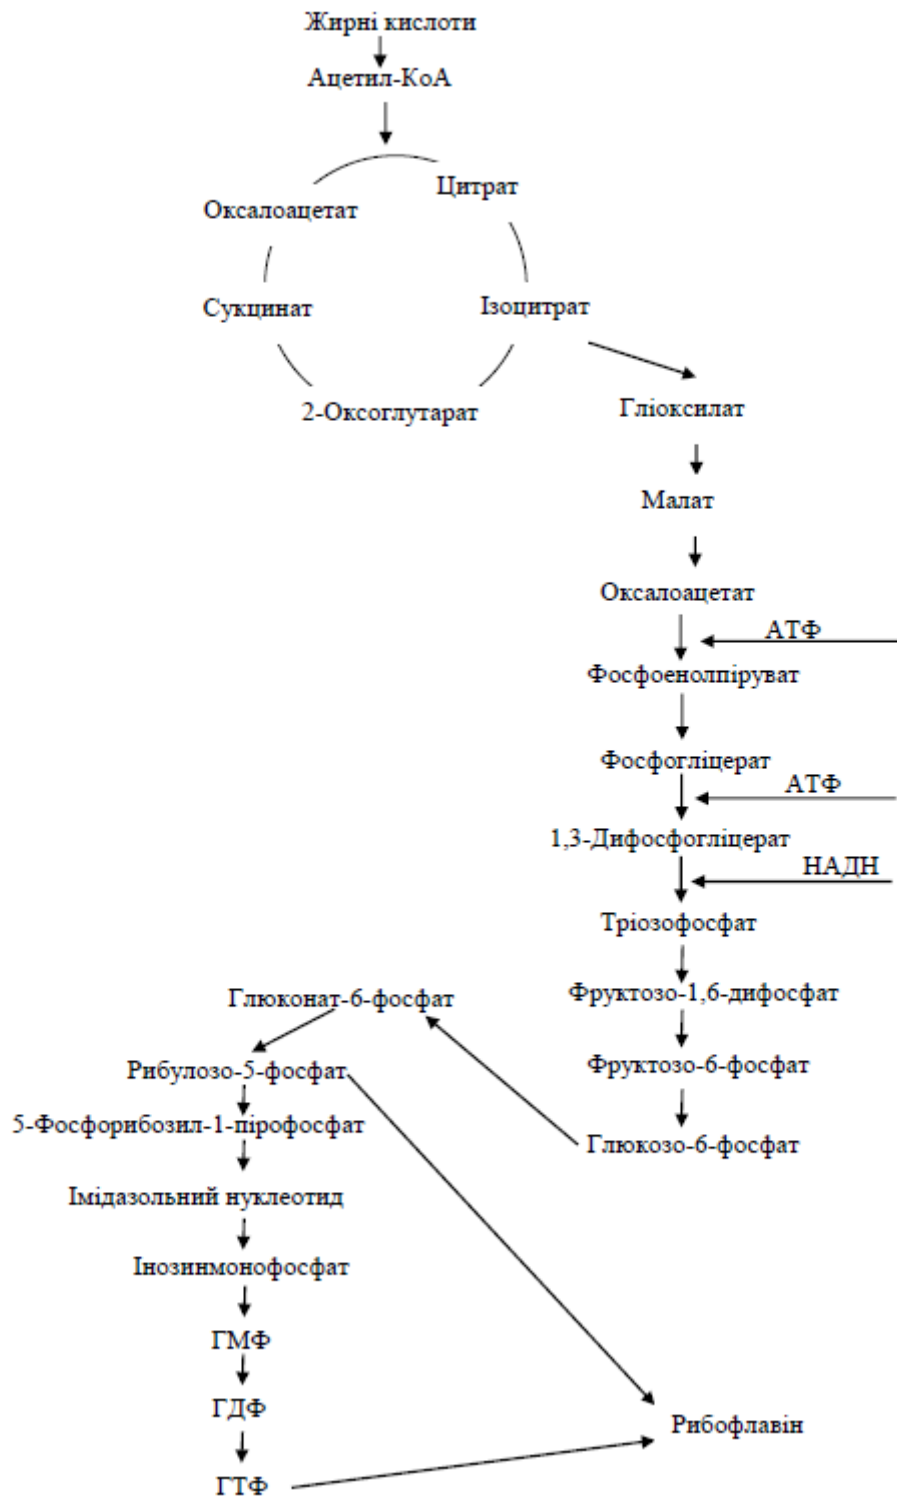 Жирні кислоти
Ацетил-КоА
Цитрат
Оксалоацетат
Сукцинат
Ізоцитрат
2-Оксоглутарат
Гліоксилат
Малат
Оксалоацетат
АТФ
Фосфоенолпіруват
Фосфогліцерат
АТФ
1,3-Дифосфогліцерат
НАДН
Тріозофосфат
Фруктозо-1,6-дифосфат
Глюконат-6-фосфат
Фруктозо-6-фосфат
Рибулозо-5-фосфат
5-Фосфорибозил-1-пірофосфат
Глюкозо-6-фосфат
Імідазольний нуклеотид
Інозинмонофосфат
ГМФ
ГДФ
Рибофлавін
ГТФ